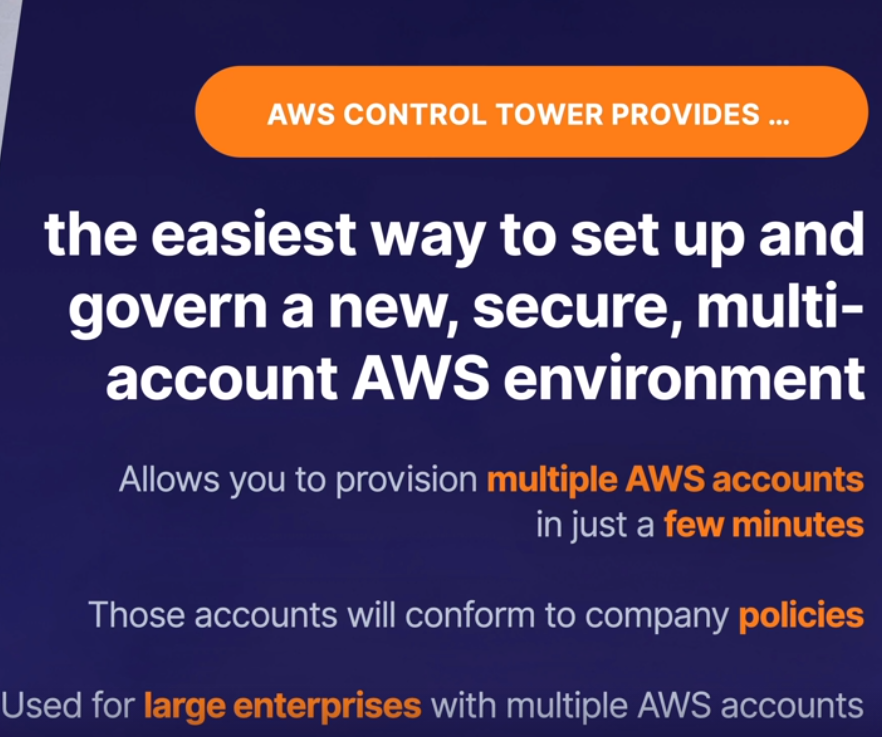 AWS CONTROL TOWER PROVIDES ...
the easiest way to set up and
govern a new, secure, multi-
account AWS environment
Allows you to provision multiple AWS accounts
in just a few minutes
Those accounts will conform to company policies
Used for large enterprises with multiple AWS accounts